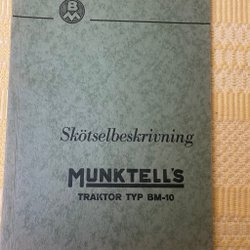 BM
Skötselbeskrivning
MUNKTELL'S
TRAKTOR TYP BM-10